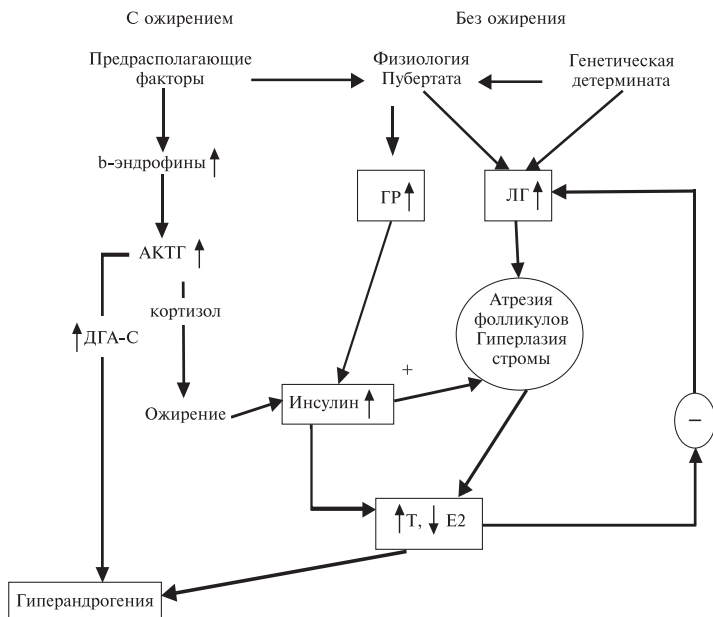 С ожирением
Без ожирения
Предрасполагающие
факторы
Физиология
Пубертата
Генетическая
детермината
b-эндрофины
ГР
ЛГ
АКТГ
кортизол
ДГА-С
Атрезия
фолликулов
Гиперлазия
стромы
+
Ожирение
Инсулин
−
Т, Е2
Гиперандрогения